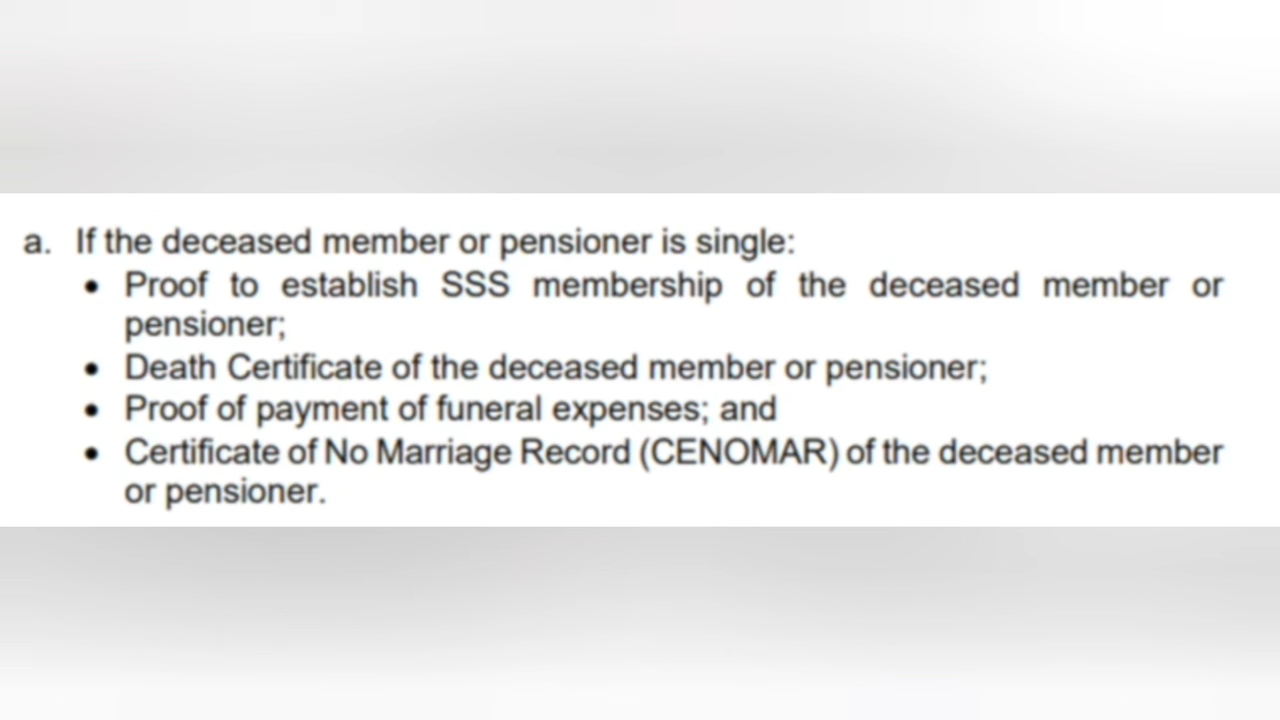 a. If the deceased member or pensioner is single:
• Proof to establish SSS membership of the deceased member or
pensioner;
• Death Certificate of the deceased member or pensioner;
• Proof of payment of funeral expenses; and
• Certificate of No Marriage Record (CENOMAR) of the deceased member
or pensioner.